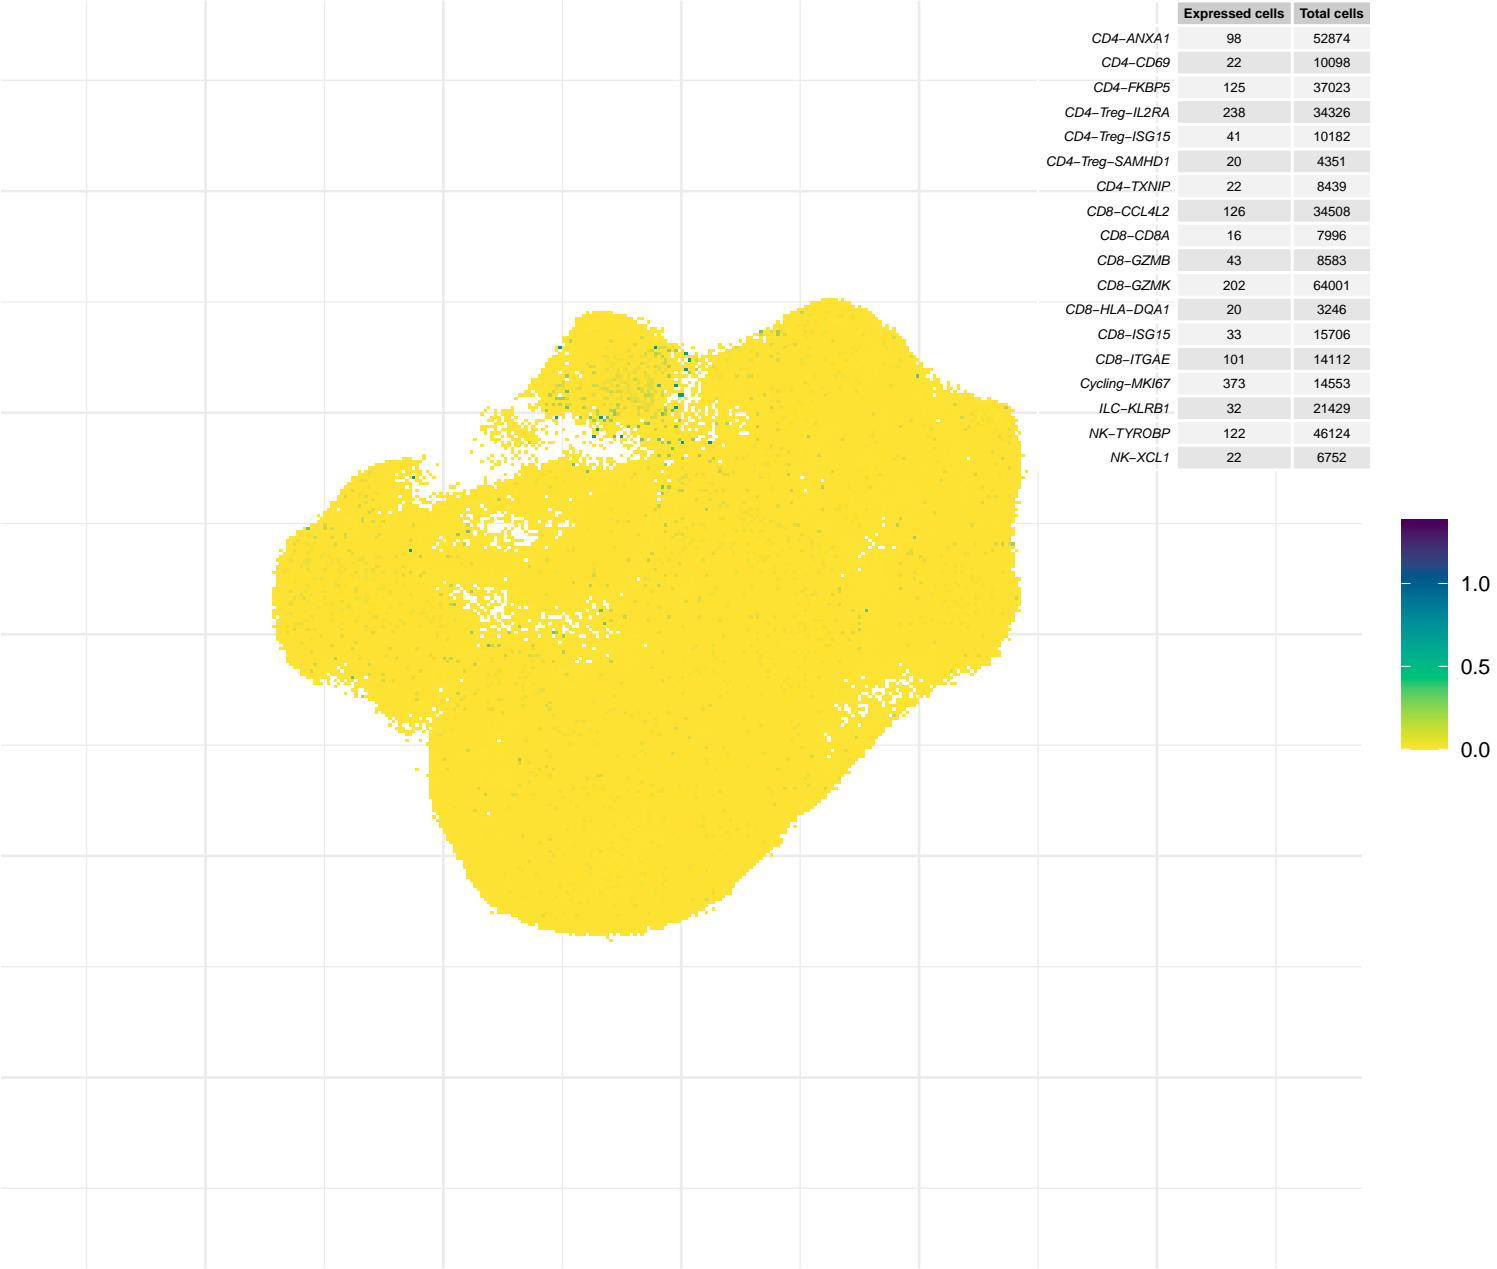 Expressed cells Total cells
CD4−ANXA1 98 52874
CD4−CD69 22 10098
CD4−FKBP5 125 37023
CD4−Treg−IL2RA 238 34326
CD4−Treg−ISG15 41 10182
CD4−Treg−SAMHD1 20 4351
CD4−TXNIP 22 8439
CD8−CCL4L2 126 34508
CD8−CD8A 16 7996
CD8−GZMB 43 8583
CD8−GZMK 202 64001
CD8−HLA−DQA1 20 3246
CD8−ISG15 33 15706
CD8−ITGAE 101 14112
Cycling−MKI67 373 14553
ILC−KLRB1 32 21429
NK−TYROBP 122 46124
NK−XCL1 22 6752
1.0
0.5
0.0